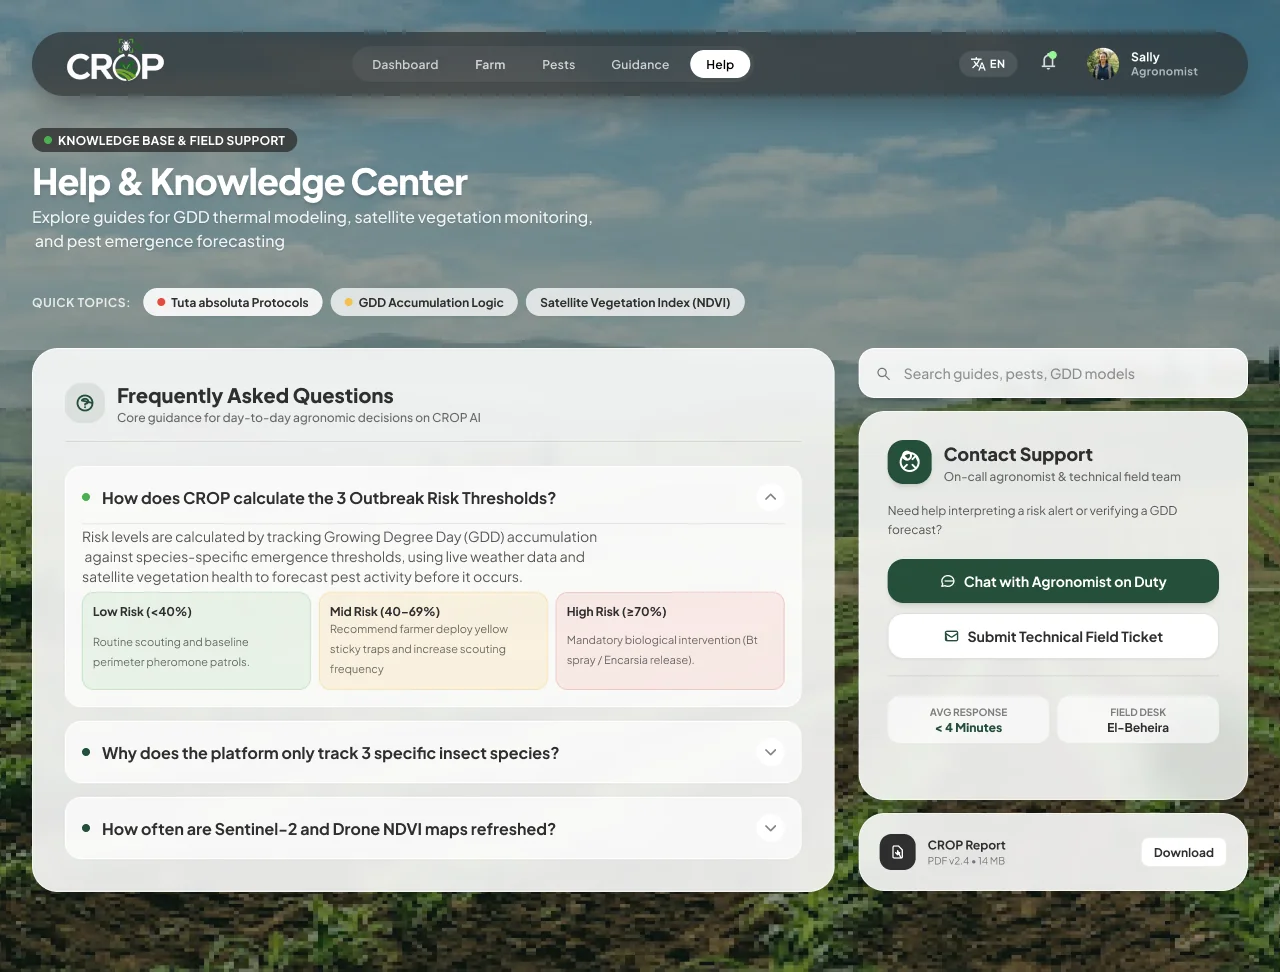 CROP
Dashboard
Farm
Pests
Guidance
Help
EN
Sally
Agronomist
KNOWLEDGE BASE & FIELD SUPPORT
Help & Knowledge Center
Explore guides for GDD thermal modeling, satellite vegetation monitoring,
and pest emergence forecasting
QUICK TOPICS:
Tuta absoluta Protocols
GDD Accumulation Logic
Satellite Vegetation Index (NDVI)
Frequently Asked Questions
Core guidance for day-to-day agronomic decisions on CROP AI
How does CROP calculate the 3 Outbreak Risk Thresholds?
Risk levels are calculated by tracking Growing Degree Day (GDD) accumulation
against species-specific emergence thresholds, using live weather data and
satellite vegetation health to forecast pest activity before it occurs.
Low Risk (<40%)
Routine scouting and baseline
perimeter pheromone patrols.
Mid Risk (40–69%)
Recommend farmer deploy yellow
sticky traps and increase scouting
frequency
High Risk (≥70%)
Mandatory biological intervention (Bt
spray / Encarsia release).
Why does the platform only track 3 specific insect species?
How often are Sentinel-2 and Drone NDVI maps refreshed?
Search guides, pests, GDD models
Contact Support
On-call agronomist & technical field team
Need help interpreting a risk alert or verifying a GDD
forecast?
Chat with Agronomist on Duty
Submit Technical Field Ticket
AVG RESPONSE
< 4 Minutes
FIELD DESK
El-Beheira
CROP Report
PDF v2.4 • 14 MB
Download